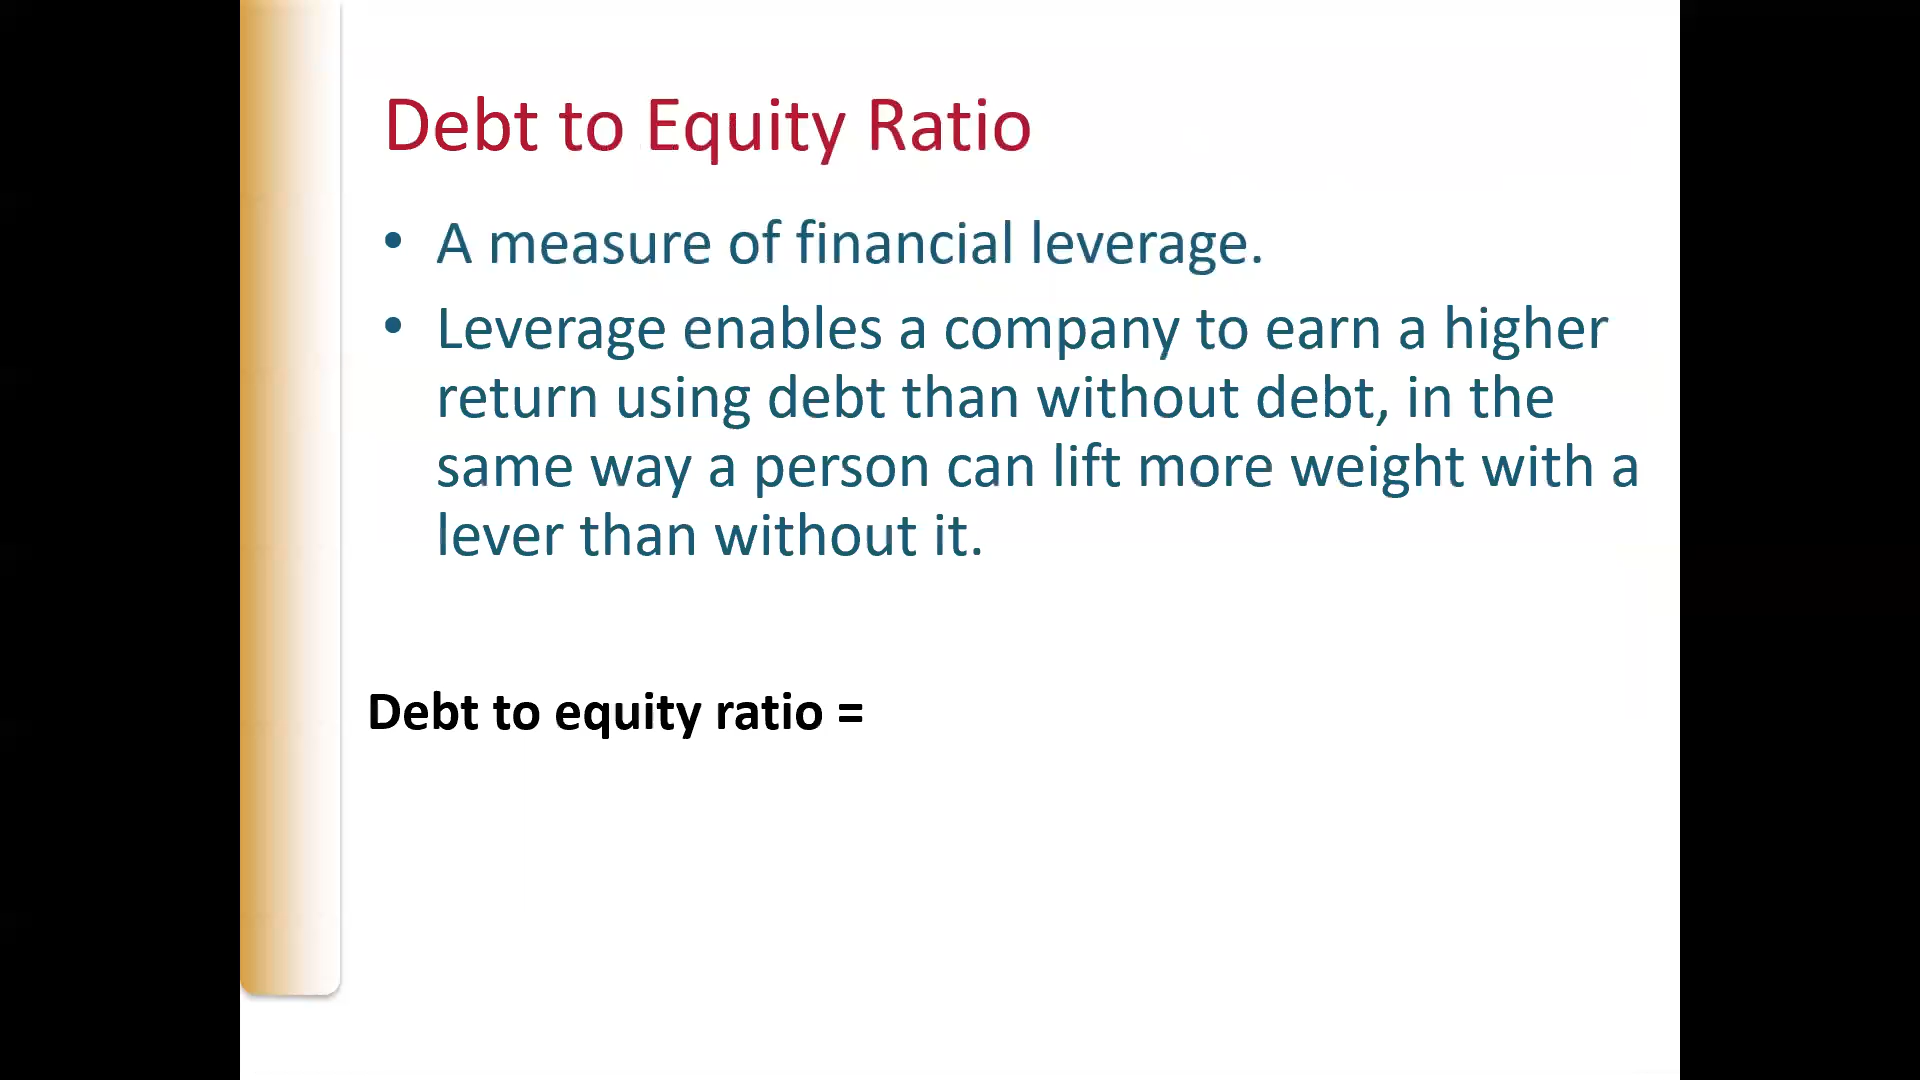 Debt to Equity Ratio
• A measure of financial leverage.
• Leverage enables a company to earn a higher
return using debt than without debt, in the
same way a person can lift more weight with a
lever than without it.
Debt to equity ratio =